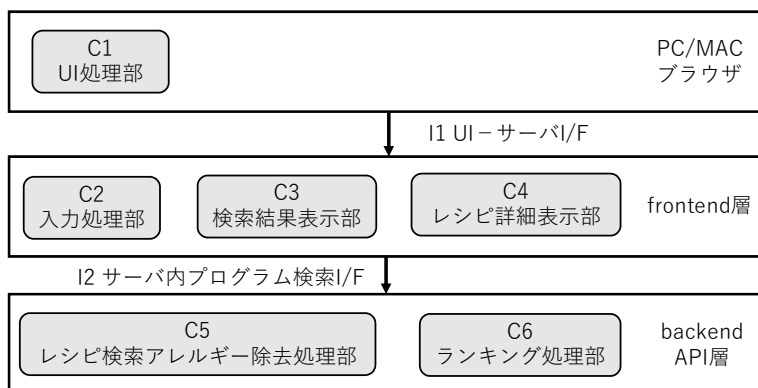 C1
UI処理部
PC/MAC
ブラウザ
I1 UI－サーバI/F
C2
入力処理部
C3
検索結果表示部
C4
レシピ詳細表示部
frontend層
I2 サーバ内プログラム検索I/F
C5
レシピ検索アレルギー除去処理部
C6
ランキング処理部
backend
API層